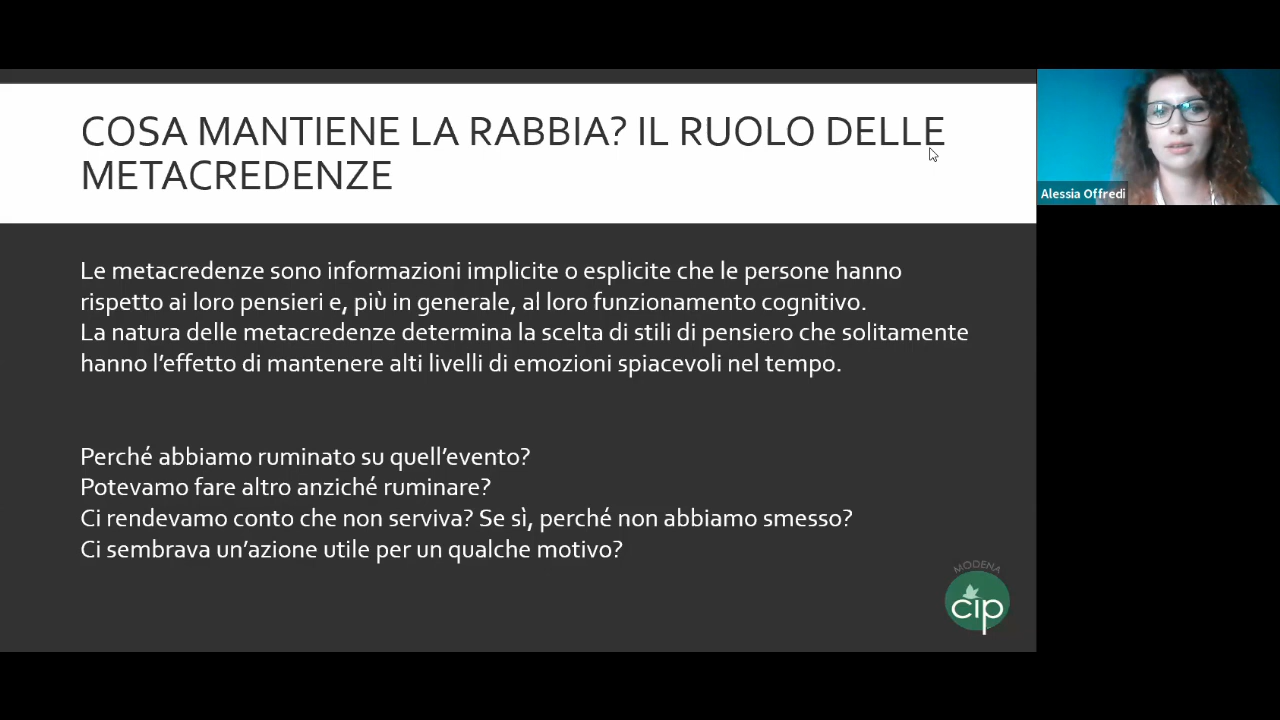 COSA MANTIENE LA RABBIA? IL RUOLO DELLE
METACREDENZE
Alessia Offredi
Le metacredenze sono informazioni implicite o esplicite che le persone hanno
rispetto ai loro pensieri e, più in generale, al loro funzionamento cognitivo.
La natura delle metacredenze determina la scelta di stili di pensiero che solitamente
hanno l’effetto di mantenere alti livelli di emozioni spiacevoli nel tempo.
Perché abbiamo ruminato su quell’evento?
Potevamo fare altro anziché ruminare?
Ci rendevamo conto che non serviva? Se sì, perché non abbiamo smesso?
Ci sembrava un’azione utile per un qualche motivo?
MODENA
cip